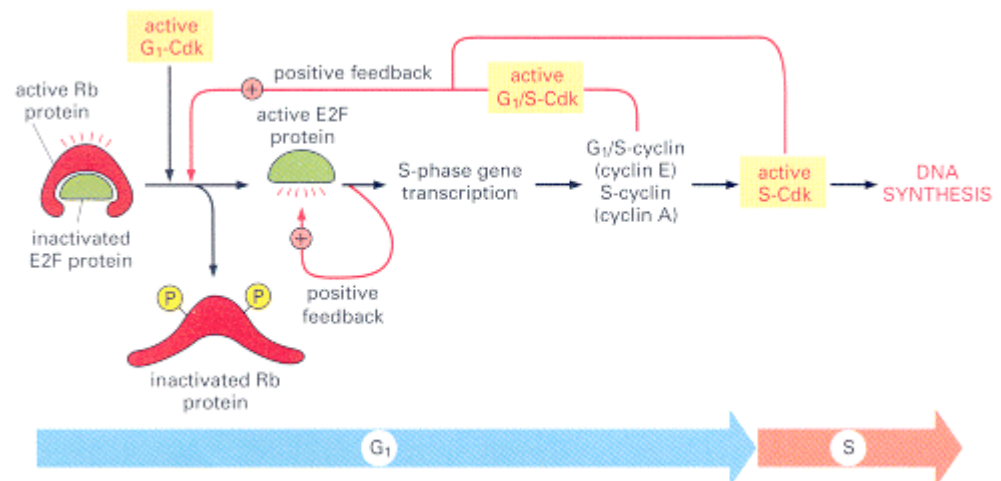 active
G₁-Cdk
positive feedback
+
active
G₁/S-Cdk
active Rb
protein
active E2F
protein
S-phase gene
transcription
G₁/S-cyclin
(cyclin E)
S-cyclin
(cyclin A)
active
S-Cdk
DNA
SYNTHESIS
inactivated
E2F protein
+
positive
feedback
P
P
inactivated Rb
protein
G₁
S